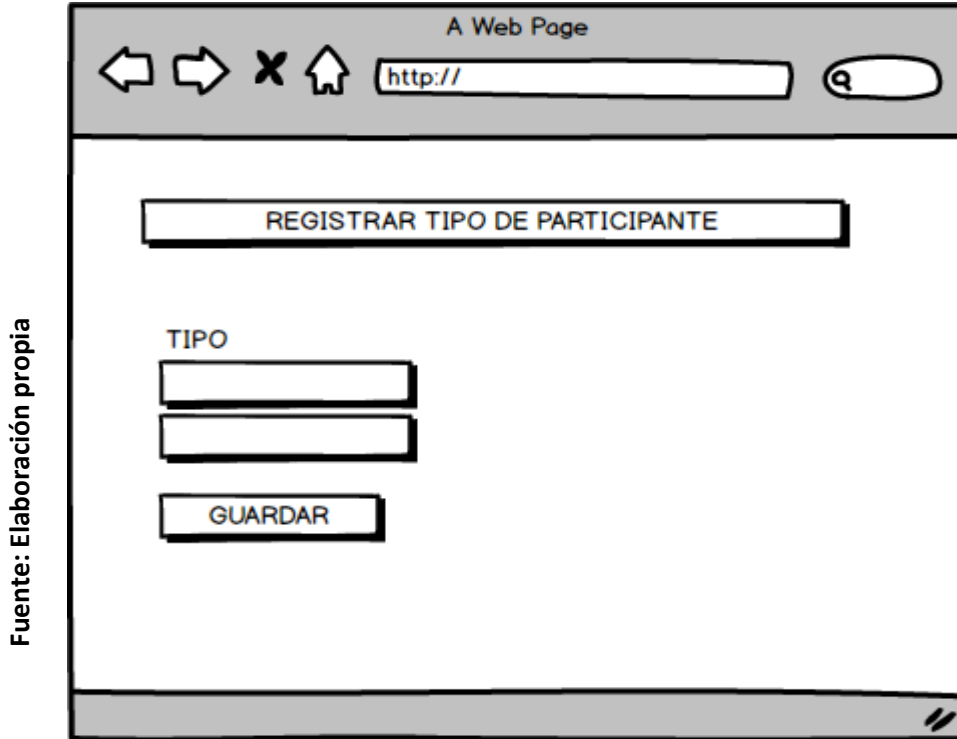 A Web Page
http://
REGISTRAR TIPO DE PARTICIPANTE
TIPO
GUARDAR
Fuente: Elaboración propia